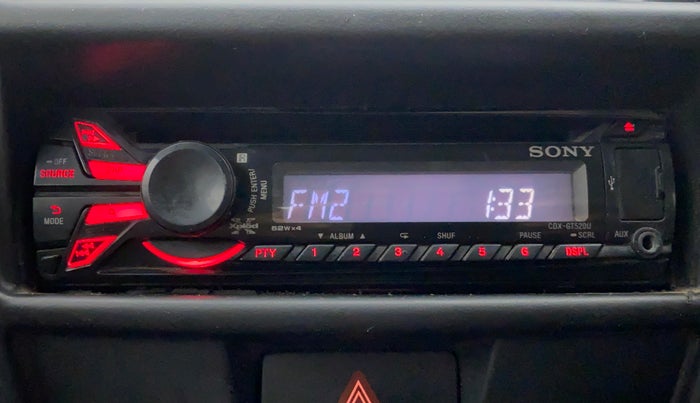 SONY
OFF
SOURCE
PUSH ENTER/
MENU
MODE
FM2 1:33
CDX-GT520U
Xplod
52W×4
ALBUM
SHUF
PAUSE
SCRL
AUX
PTY 1 2 3 4 5 6 DSPL